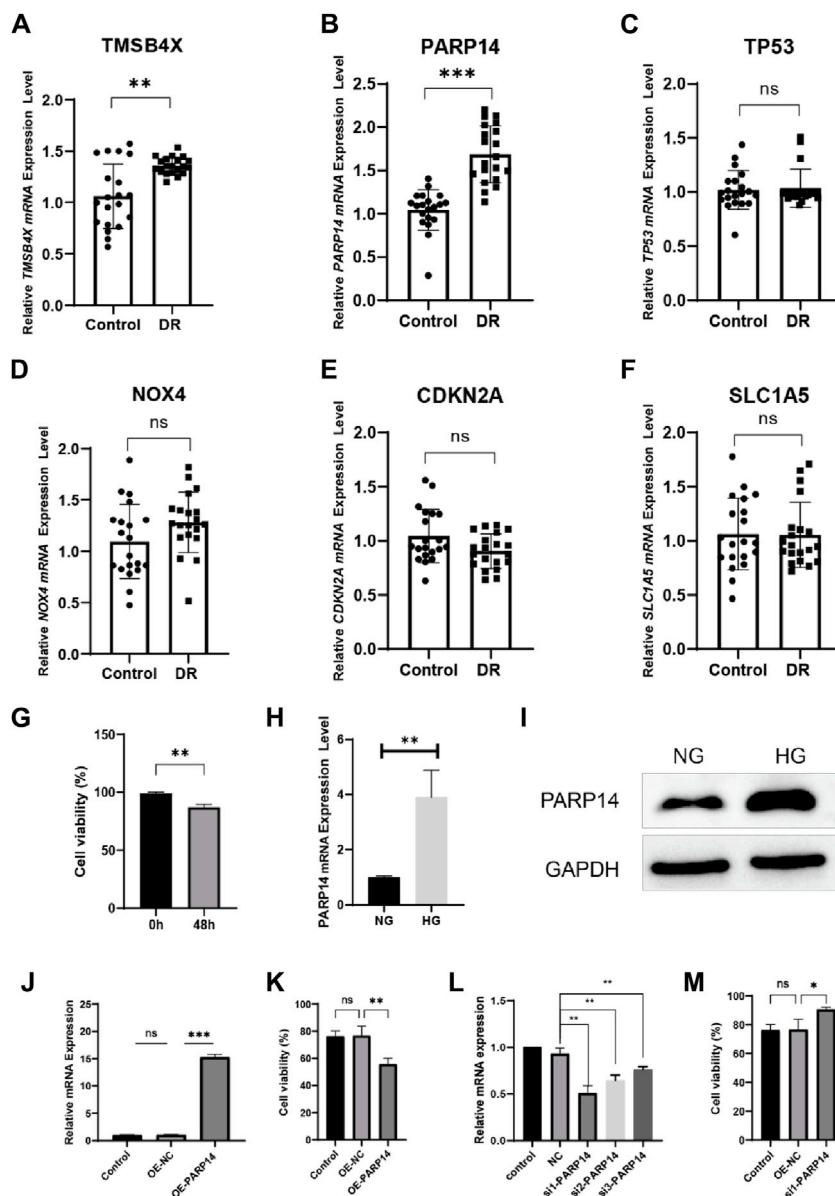 A
TMSB4X
**
Relative TMSB4X mRNA Expression Level
2.0
1.5
1.0
0.5
0.0
Control DR
B
PARP14
***
Relative PARP14 mRNA Expression Level
2.5
2.0
1.5
1.0
0.5
0.0
Control DR
C
TP53
ns
Relative TP53 mRNA Expression Level
2.0
1.5
1.0
0.5
0.0
Control DR
D
NOX4
ns
Relative NOX4 mRNA Expression Level
2.0
1.5
1.0
0.5
0.0
Control DR
E
CDKN2A
ns
Relative CDKN2A mRNA Expression Level
2.0
1.5
1.0
0.5
0.0
Control DR
F
SLC1A5
ns
Relative SLC1A5 mRNA Expression Level
2.0
1.5
1.0
0.5
0.0
Control DR
G
**
Cell viability (%)
150
100
50
0
0h 48h
H
**
PARP14 mRNA Expression Level
6
4
2
0
NG HG
I
NG HG
PARP14
GAPDH
J
ns ***
Relative mRNA Expression
25
20
15
10
5
0
Control
OE-NC
OE-PARP14
K
ns **
Cell viability (%)
100
80
60
40
20
0
Control
OE-NC
OE-PARP14
L
**
**
**
Relative mRNA expression
1.5
1.0
0.5
0.0
control
NC
si1-PARP14
si2-PARP14
si3-PARP14
M
ns *
Cell viability (%)
100
80
60
40
20
0
Control
OE-NC
si1-PARP14